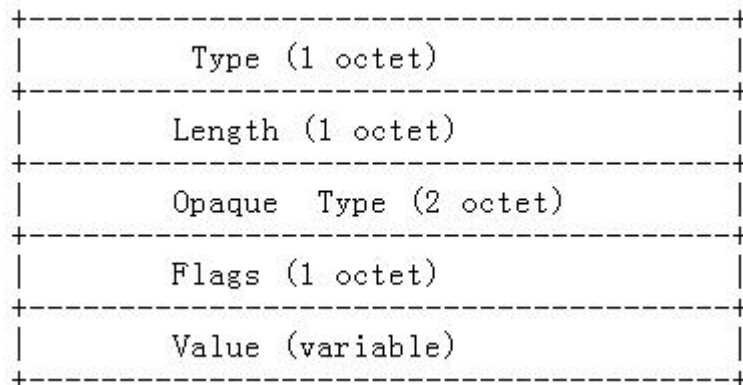 Type (1 octet)
Length (1 octet)
Opaque  Type (2 octet)
Flags (1 octet)
Value (variable)